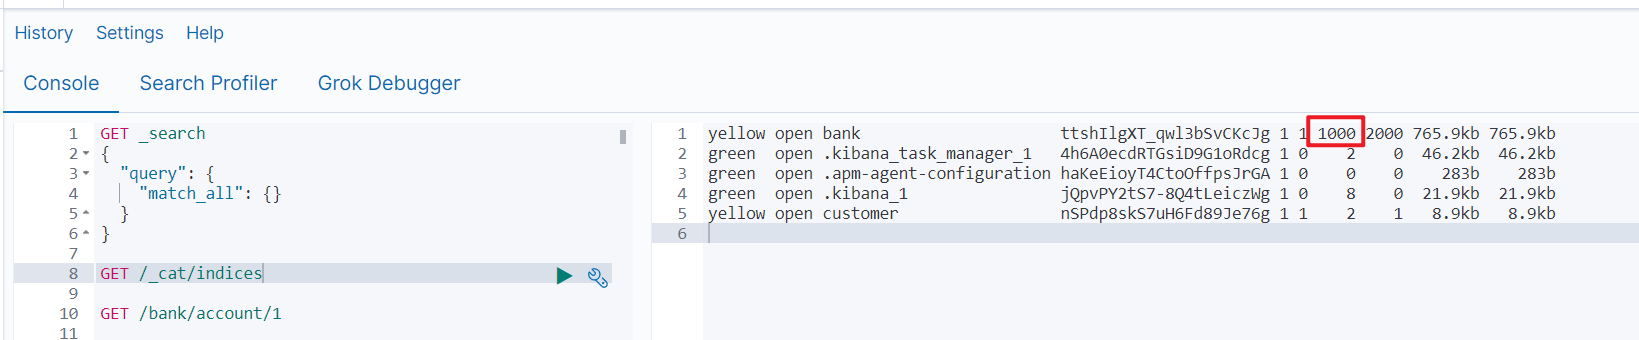 History Settings Help
Console Search Profiler Grok Debugger
1 GET _search
2 {
3 "query": {
4 "match_all": {}
5 }
6 }
7
8 GET /_cat/indices
9
10 GET /bank/account/1
11
1 yellow open bank ttshIlgXT_qwl3bSvCKcJg 1 1 1000 2000 765.9kb 765.9kb
2 green open .kibana_task_manager_1 4h6A0ecdRTGsiD9G1oRdcg 1 0 2 0 46.2kb 46.2kb
3 green open .apm-agent-configuration haKeEioyT4CtoOffpsJrGA 1 0 0 0 283b 283b
4 green open .kibana_1 jQpvPY2tS7-8Q4tLeiczWg 1 0 8 0 21.9kb 21.9kb
5 yellow open customer nSPdp8skS7uH6Fd89Je76g 1 1 2 1 8.9kb 8.9kb
6